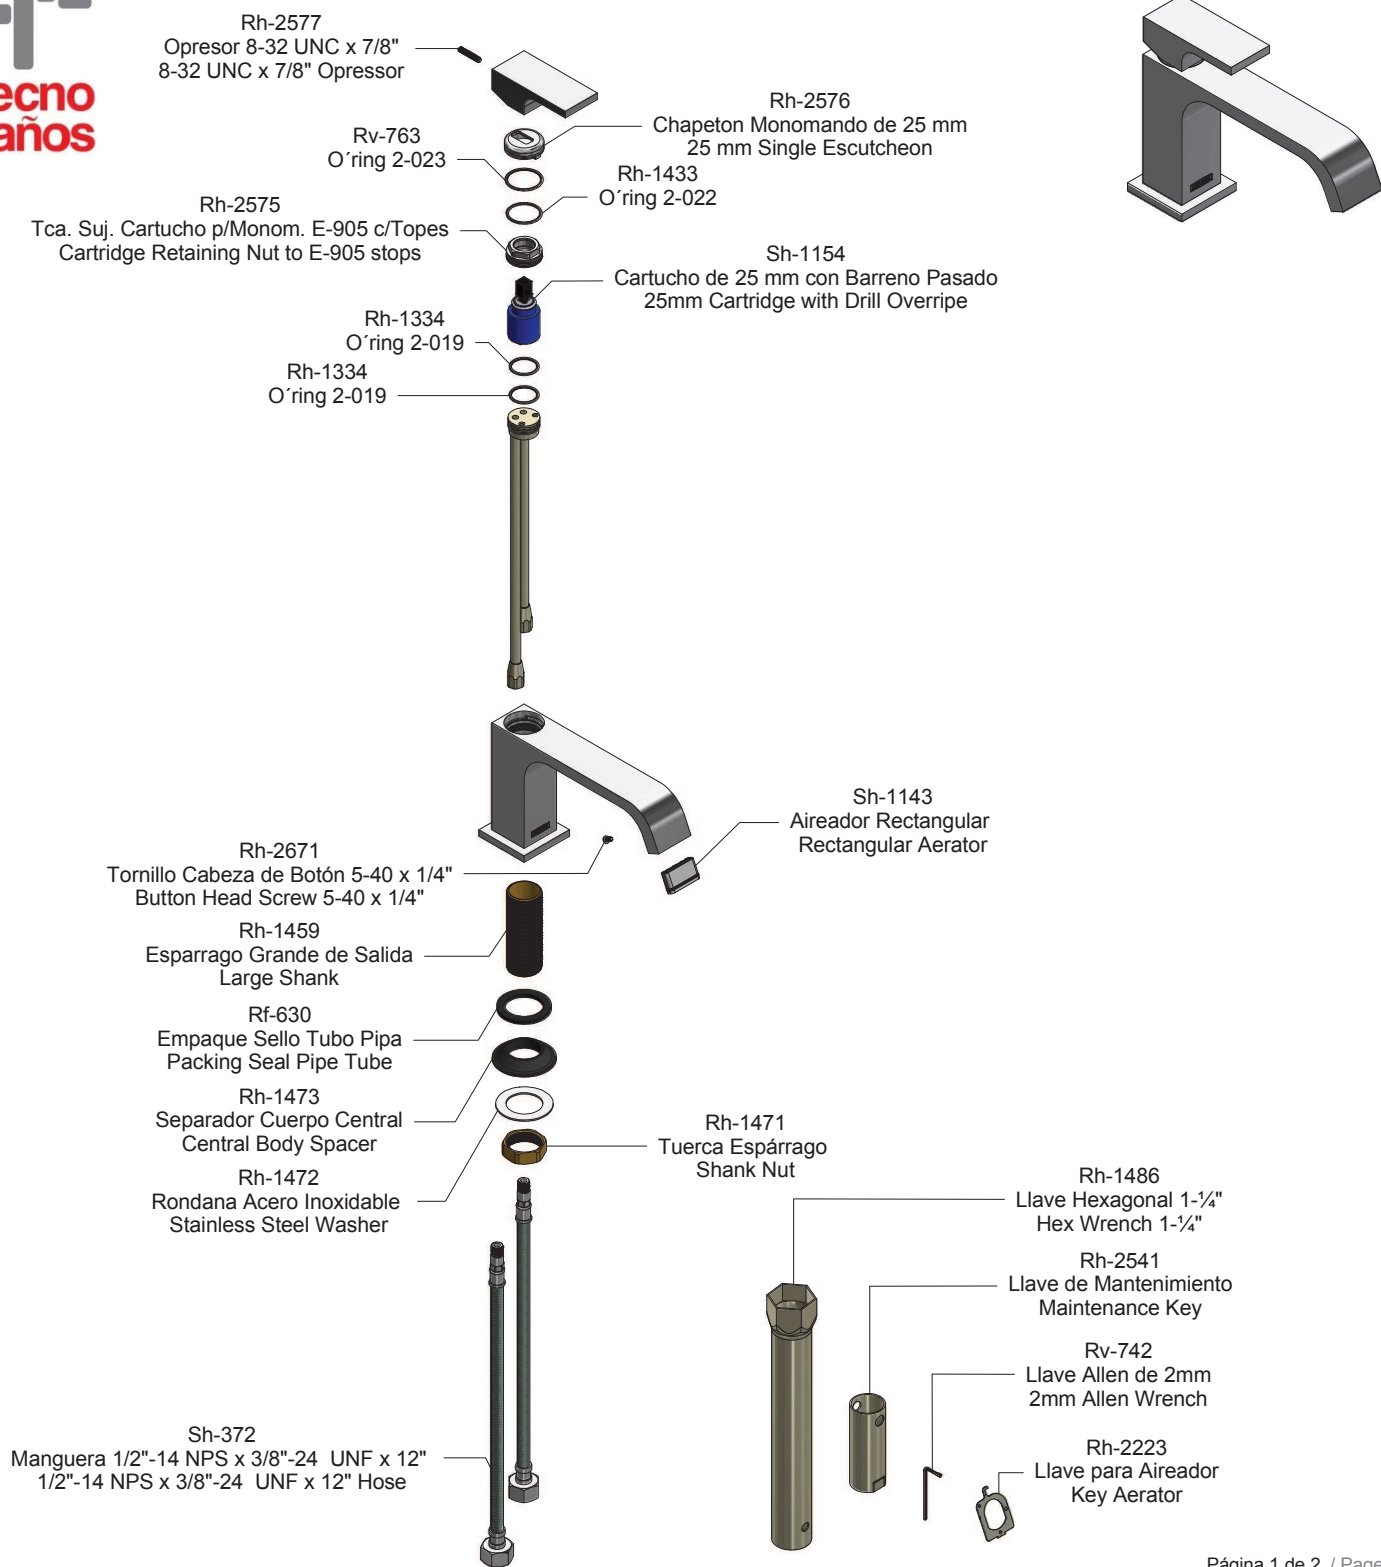 ecno
años
Rh-2577
Opresor 8-32 UNC x 7/8"
8-32 UNC x 7/8" Opressor
Rh-2576
Chapeton Monomando de 25 mm
25 mm Single Escutcheon
Rv-763
O´ring 2-023
Rh-1433
O´ring 2-022
Rh-2575
Tca. Suj. Cartucho p/Monom. E-905 c/Topes
Cartridge Retaining Nut to E-905 stops
Sh-1154
Cartucho de 25 mm con Barreno Pasado
25mm Cartridge with Drill Overripe
Rh-1334
O´ring 2-019
Rh-1334
O´ring 2-019
Sh-1143
Aireador Rectangular
Rectangular Aerator
Rh-2671
Tornillo Cabeza de Botón 5-40 x 1/4"
Button Head Screw 5-40 x 1/4"
Rh-1459
Esparrago Grande de Salida
Large Shank
Rf-630
Empaque Sello Tubo Pipa
Packing Seal Pipe Tube
Rh-1473
Separador Cuerpo Central
Central Body Spacer
Rh-1471
Tuerca Espárrago
Shank Nut
Rh-1472
Rondana Acero Inoxidable
Stainless Steel Washer
Rh-1486
Llave Hexagonal 1-¼"
Hex Wrench 1-¼"
Rh-2541
Llave de Mantenimiento
Maintenance Key
Rv-742
Llave Allen de 2mm
2mm Allen Wrench
Sh-372
Manguera 1/2"-14 NPS x 3/8"-24 UNF x 12"
1/2"-14 NPS x 3/8"-24 UNF x 12" Hose
Rh-2223
Llave para Aireador
Key Aerator
Página 1 de 2 / Page